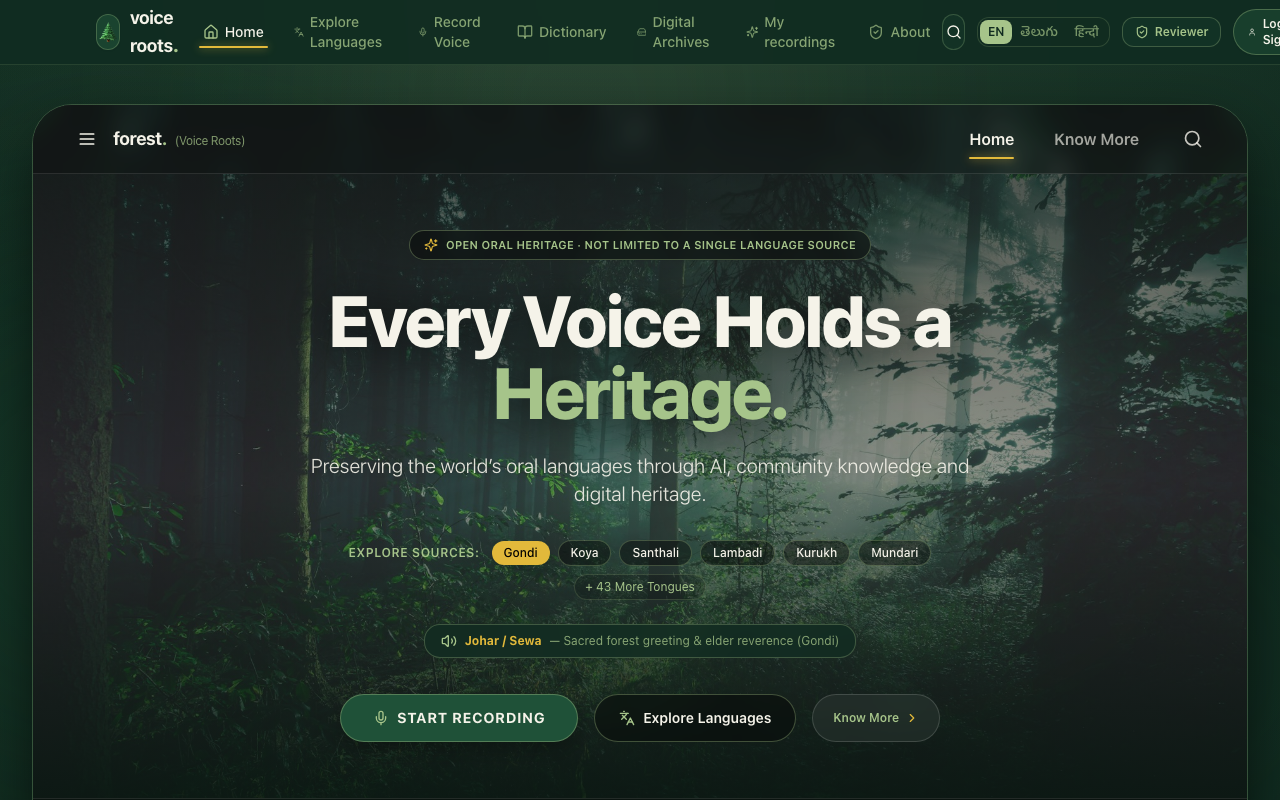 voice
roots.
Home
Explore
Languages
Record
Voice
Dictionary
Digital
Archives
My
recordings
About
EN తెలుగు हिन्दी
Reviewer
forest. (Voice Roots)
Home
Know More
OPEN ORAL HERITAGE · NOT LIMITED TO A SINGLE LANGUAGE SOURCE
Every Voice Holds a
Heritage.
Preserving the world’s oral languages through AI, community knowledge and
digital heritage.
EXPLORE SOURCES: Gondi Koya Santhali Lambadi Kurukh Mundari
+ 43 More Tongues
Johar / Sewa — Sacred forest greeting & elder reverence (Gondi)
START RECORDING
Explore Languages
Know More